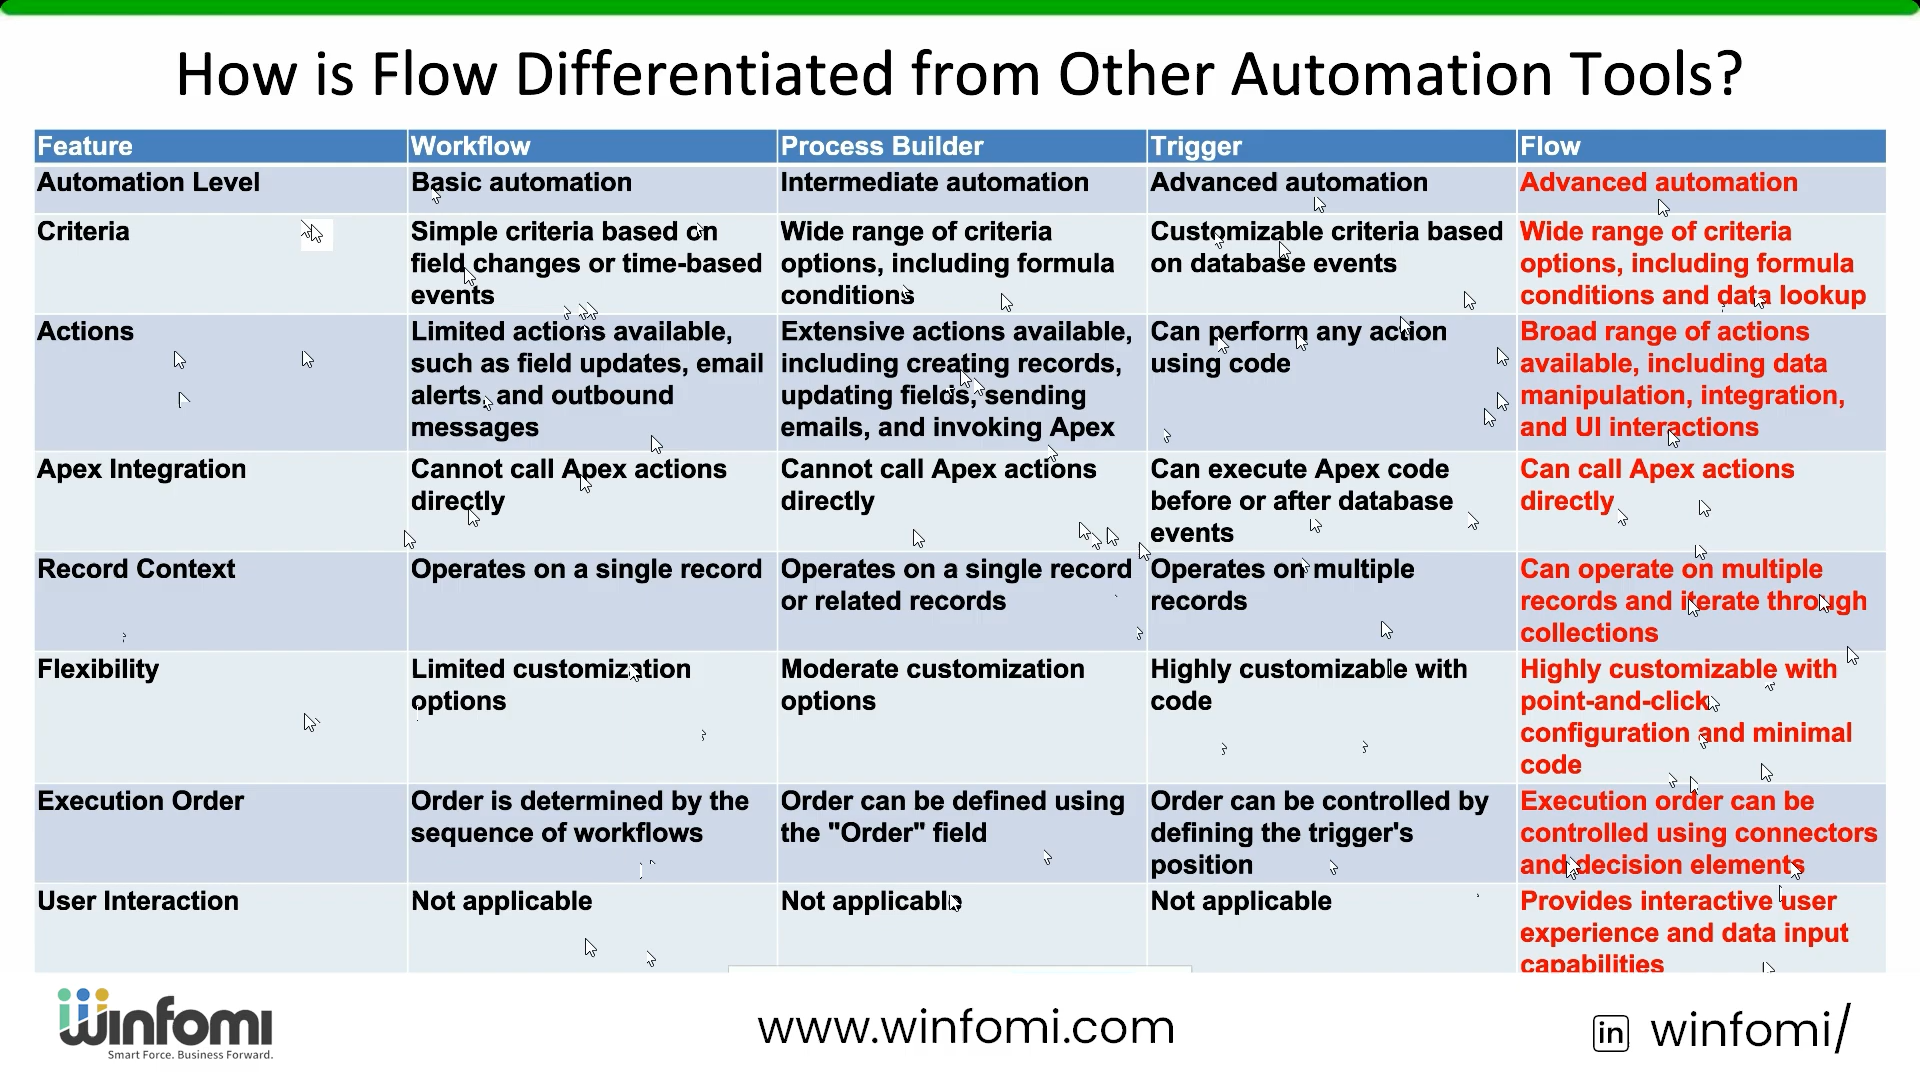 How is Flow Differentiated from Other Automation Tools?
Feature
Workflow
Process Builder
Trigger
Flow
Automation Level
Basic automation
Intermediate automation
Advanced automation
Advanced automation
Criteria
Simple criteria based on
field changes or time-based
events
Wide range of criteria
options, including formula
conditions
Customizable criteria based
on database events
Wide range of criteria
options, including formula
conditions and data lookup
Actions
Limited actions available,
such as field updates, email
alerts, and outbound
messages
Extensive actions available,
including creating records,
updating fields, sending
emails, and invoking Apex
Can perform any action
using code
Broad range of actions
available, including data
manipulation, integration,
and UI interactions
Apex Integration
Cannot call Apex actions
directly
Cannot call Apex actions
directly
Can execute Apex code
before or after database
events
Can call Apex actions
directly
Record Context
Operates on a single record
Operates on a single record
or related records
Operates on multiple
records
Can operate on multiple
records and iterate through
collections
Flexibility
Limited customization
options
Moderate customization
options
Highly customizable with
code
Highly customizable with
point-and-click
configuration and minimal
code
Execution Order
Order is determined by the
sequence of workflows
Order can be defined using
the "Order" field
Order can be controlled by
defining the trigger's
position
Execution order can be
controlled using connectors
and decision elements
User Interaction
Not applicable
Not applicable
Not applicable
Provides interactive user
experience and data input
capabilities
winfomi
Smart Force. Business Forward.
www.winfomi.com
in winfomi/